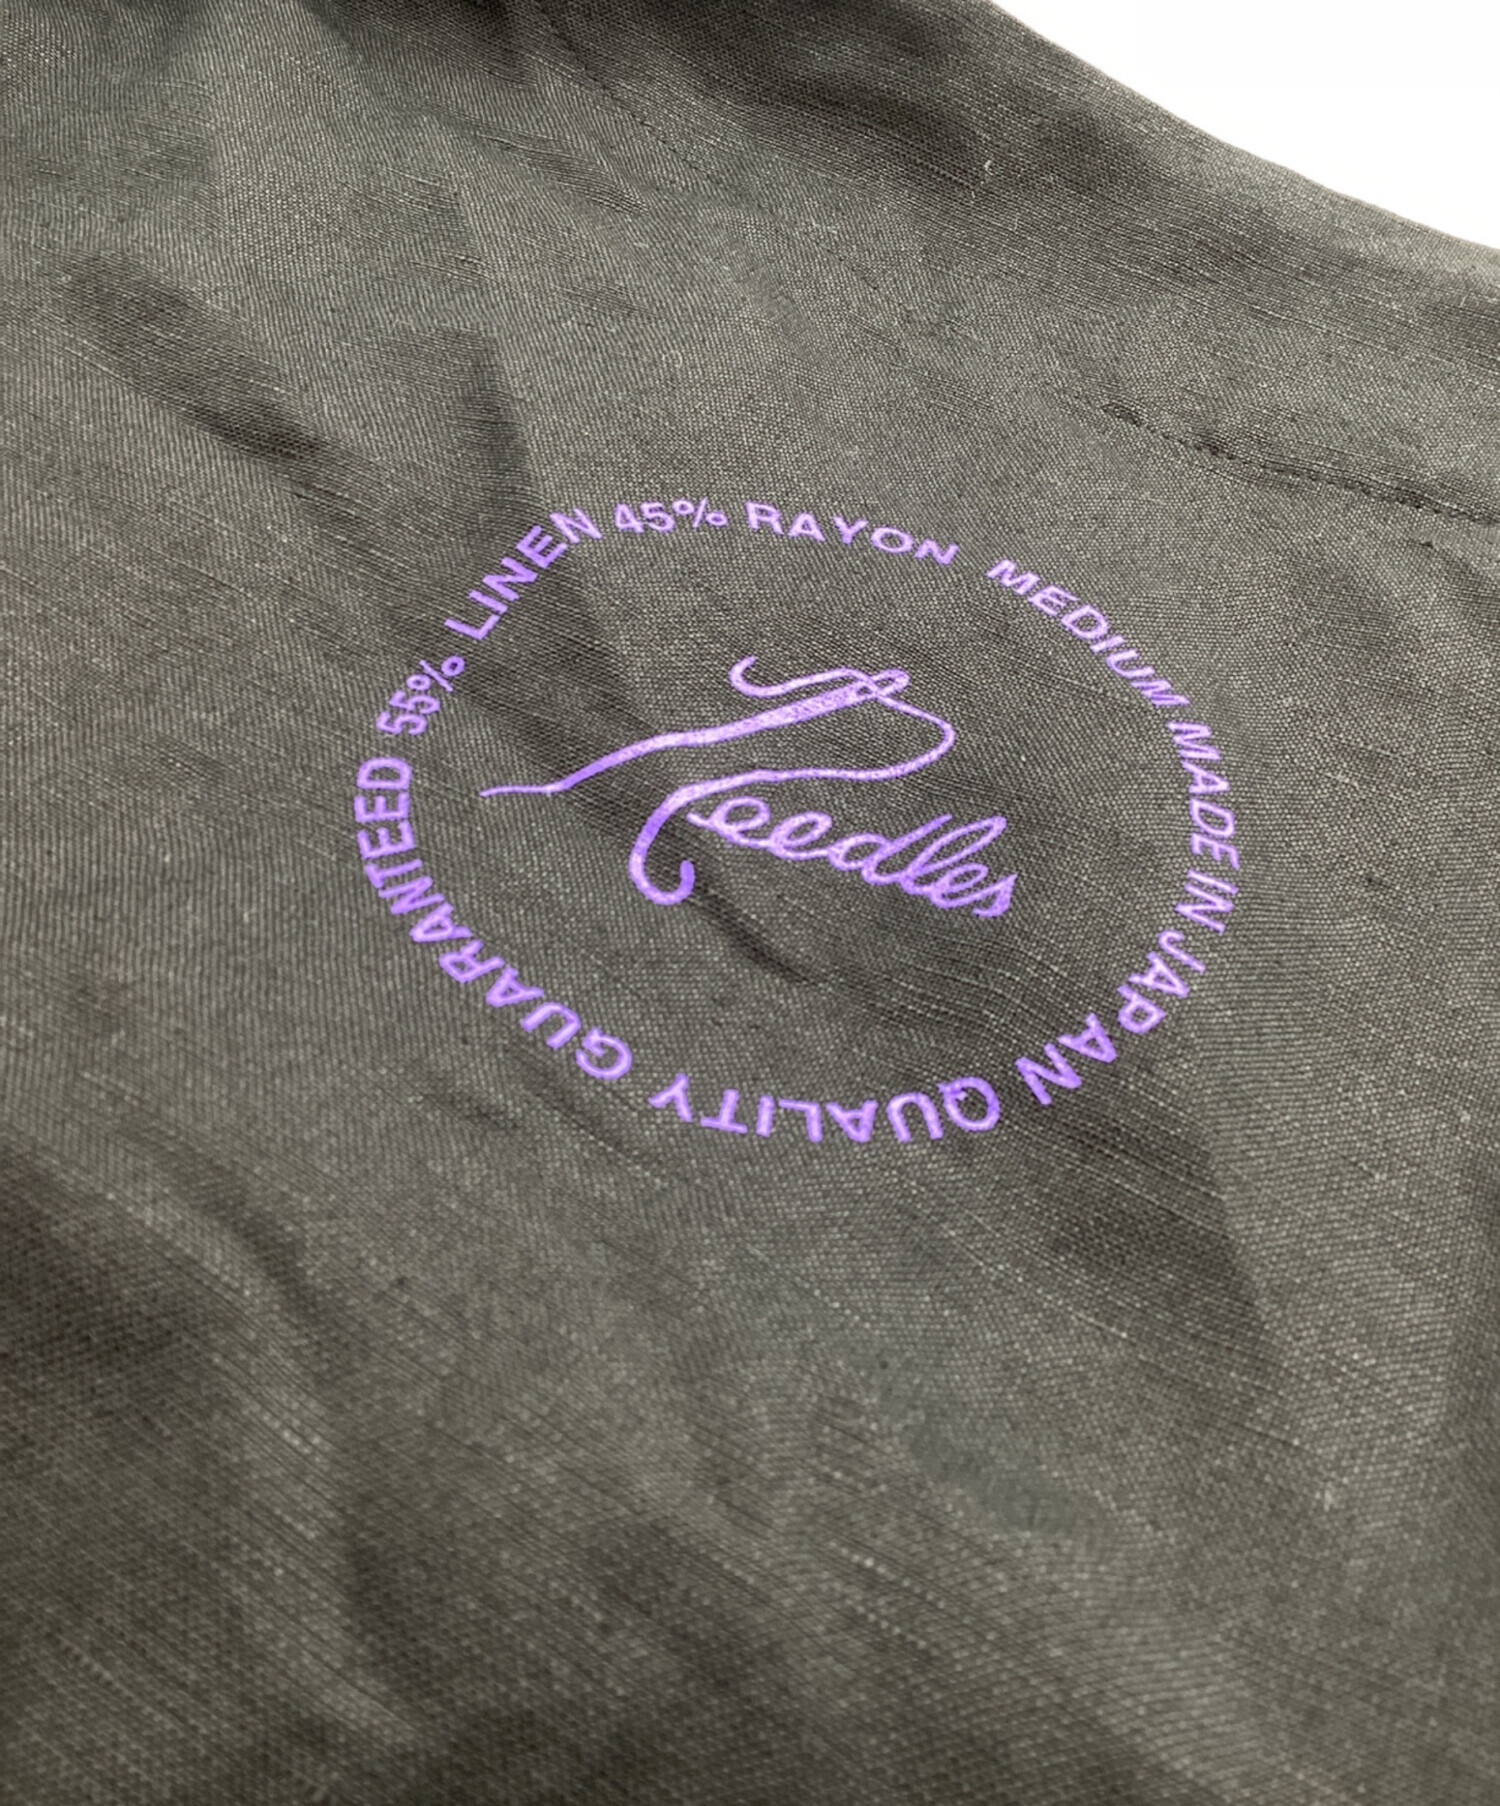 55% LINEN 45% RAYON MEDIUM MADE IN JAPAN QUALITY GUARANTEED
Needles